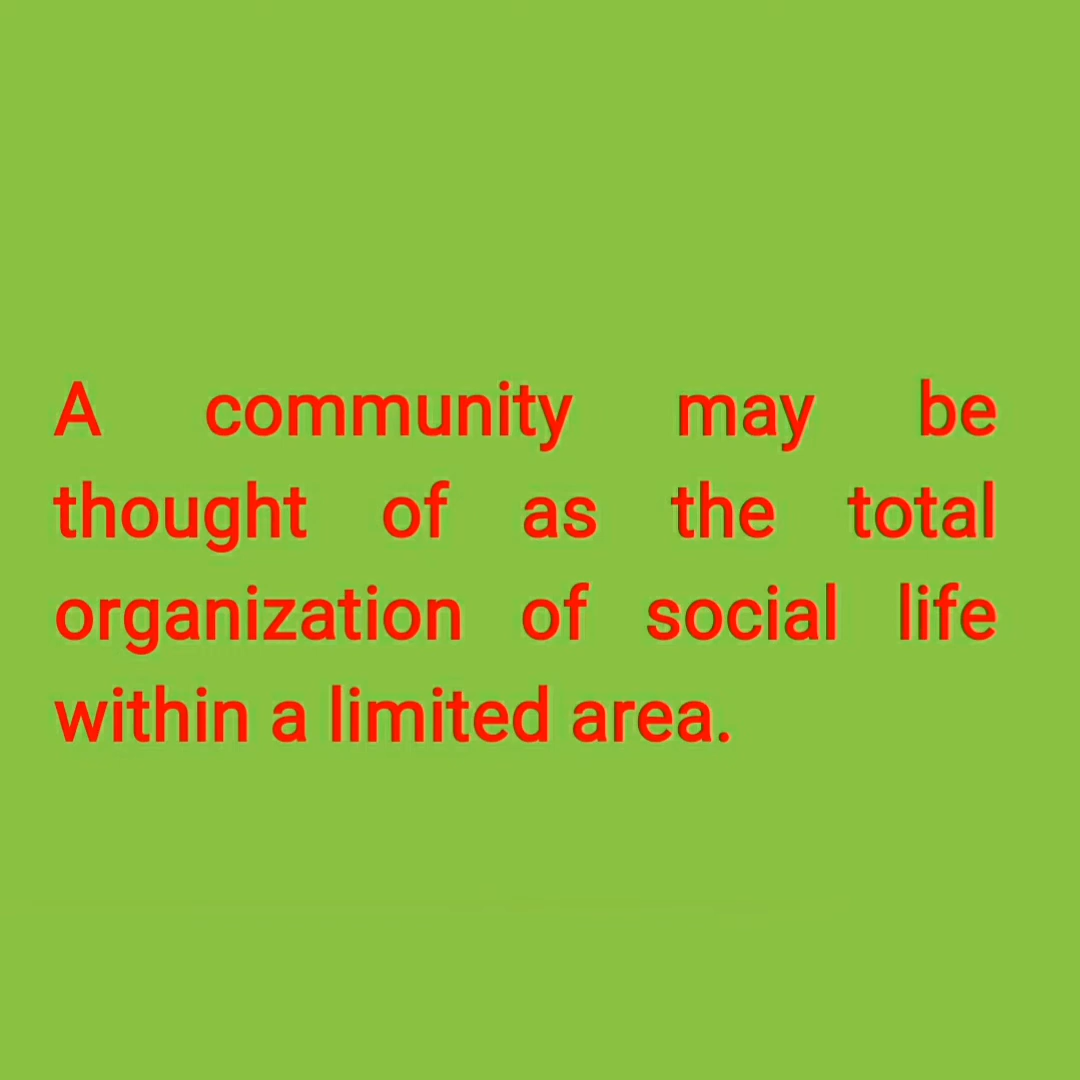 A community may be
thought of as the total
organization of social life
within a limited area.